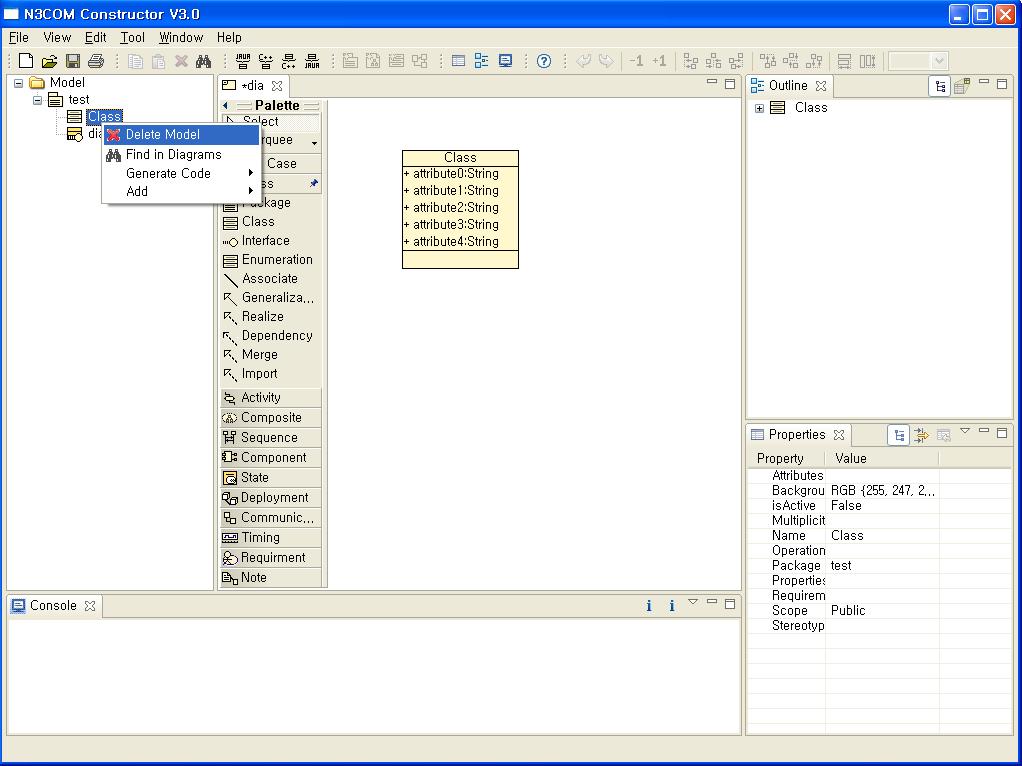 N3COM Constructor V3.0
File View Edit Tool Window Help
-1 +1
Model
test
Class
dia
Delete Model
Find in Diagrams
Generate Code
Add
*dia
Palette
Select
rquee
Case
ss
Package
Class
Interface
Enumeration
Associate
Generaliza...
Realize
Dependency
Merge
Import
Activity
Composite
Sequence
Component
State
Deployment
Communic...
Timing
Requirment
Note
Class
+ attribute0:String
+ attribute1:String
+ attribute2:String
+ attribute3:String
+ attribute4:String
Outline
Class
Properties
Property Value
Attributes
Backgrou RGB {255, 247, 2...
isActive False
Multiplicit
Name Class
Operation
Package test
Properties
Requirem
Scope Public
Stereotyp
Console